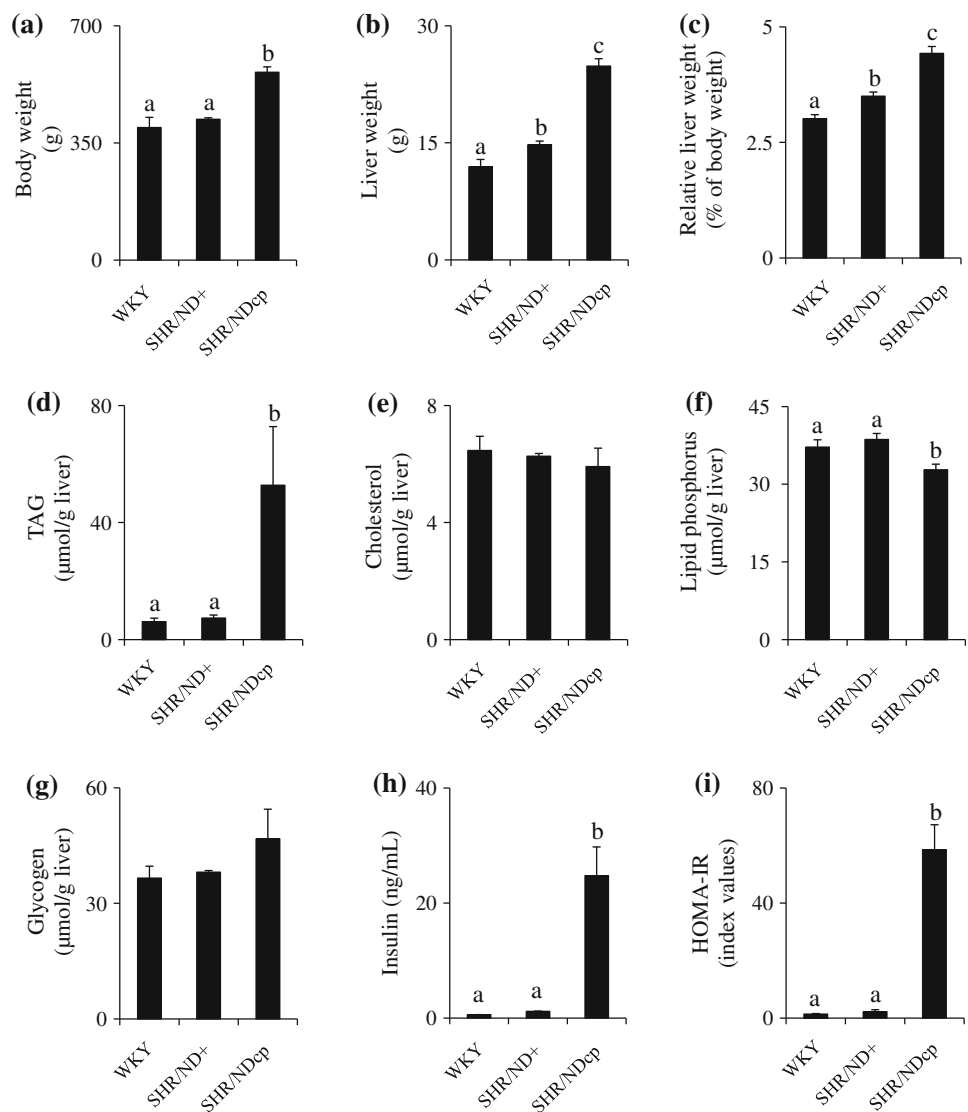 (a)
Body weight
(g)
700
350
0
a
a
b
WKY
SHR/ND+
SHR/NDcp
(b)
Liver weight
(g)
30
15
0
a
b
c
WKY
SHR/ND+
SHR/NDcp
(c)
Relative liver weight
(% of body weight)
5
2.5
0
a
b
c
WKY
SHR/ND+
SHR/NDcp
(d)
TAG
(μmol/g liver)
80
40
0
a
a
b
WKY
SHR/ND+
SHR/NDcp
(e)
Cholesterol
(μmol/g liver)
8
4
0
WKY
SHR/ND+
SHR/NDcp
(f)
Lipid phosphorus
(μmol/g liver)
45
30
15
0
a
a
b
WKY
SHR/ND+
SHR/NDcp
(g)
Glycogen
(μmol/g liver)
60
30
0
WKY
SHR/ND+
SHR/NDcp
(h)
Insulin (ng/mL)
40
20
0
a
a
b
WKY
SHR/ND+
SHR/NDcp
(i)
HOMA-IR
(index values)
80
40
0
a
a
b
WKY
SHR/ND+
SHR/NDcp